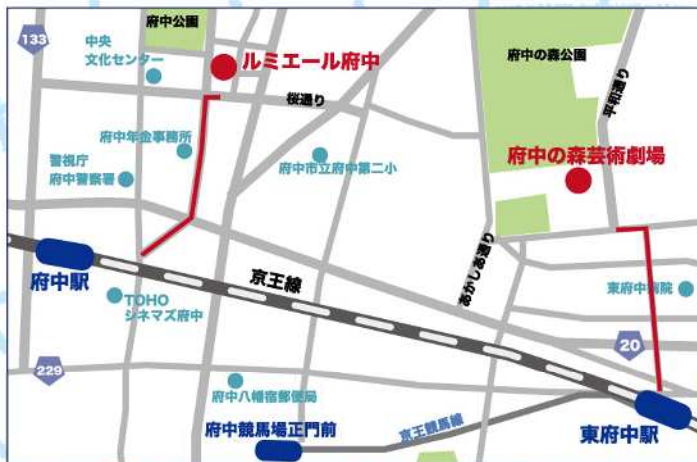 府中公園
133
中央
文化センター
ルミエール府中
府中の森公園
平和通り
桜通り
府中年金事務所
警視庁
府中警察署
府中市立府中第二小
府中の森芸術劇場
あかしあ通り
府中駅
京王線
TOHO
シネマズ府中
東府中病院
20
229
府中八幡宿郵便局
京王競馬線
府中競馬場正門前
東府中駅